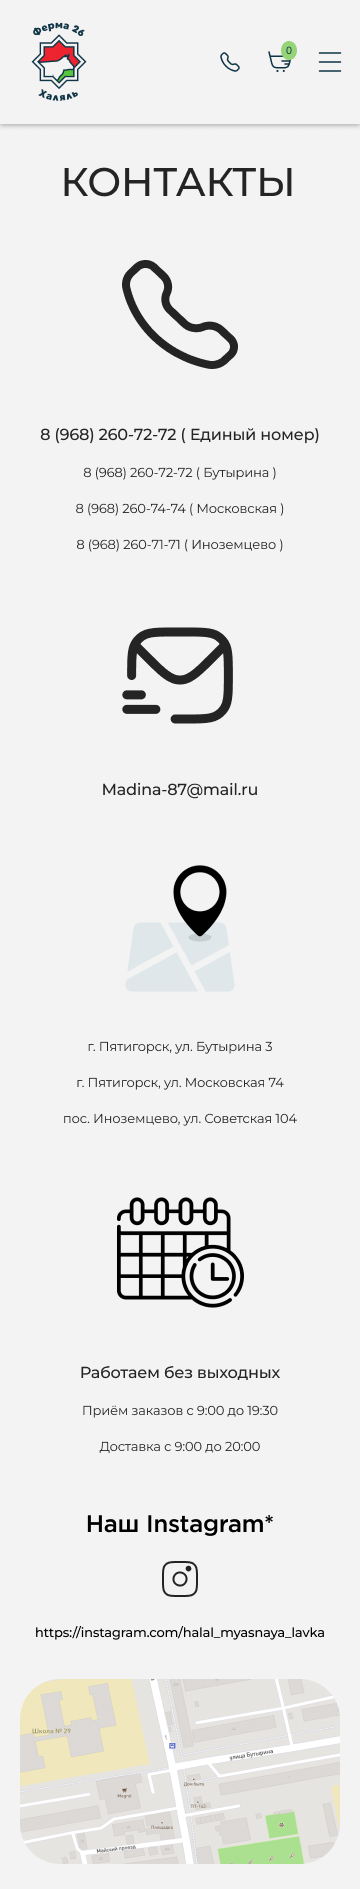 Ферма 26
Халяль
0
КОНТАКТЫ
8 (968) 260-72-72 ( Единый номер)
8 (968) 260-72-72 ( Бутырина )
8 (968) 260-74-74 ( Московская )
8 (968) 260-71-71 ( Иноземцево )
Madina-87@mail.ru
г. Пятигорск, ул. Бутырина 3
г. Пятигорск, ул. Московская 74
пос. Иноземцево, ул. Советская 104
Работаем без выходных
Приём заказов с 9:00 до 19:30
Доставка с 9:00 до 20:00
Наш Instagram*
https://instagram.com/halal_myasnaya_lavka
Школа № 29
улица Бутырина
Дом быта
Magnit
Площадка
Майский проезд